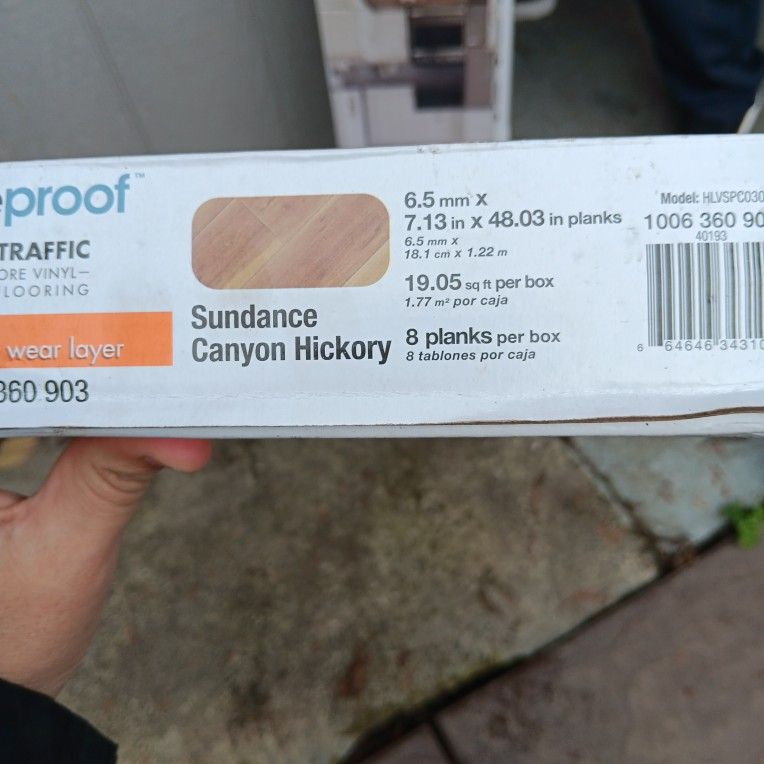 eproof™
TRAFFIC
ORE VINYL—
LOORING
wear layer
360 903
Sundance
Canyon Hickory
6.5 mm x
7.13 in x 48.03 in planks
6.5 mm x
18.1 cm x 1.22 m
19.05 sq ft per box
1.77 m² por caja
8 planks per box
8 tablones por caja
Model: HLVSPC030
1006 360 90
40193
6 64646 34310